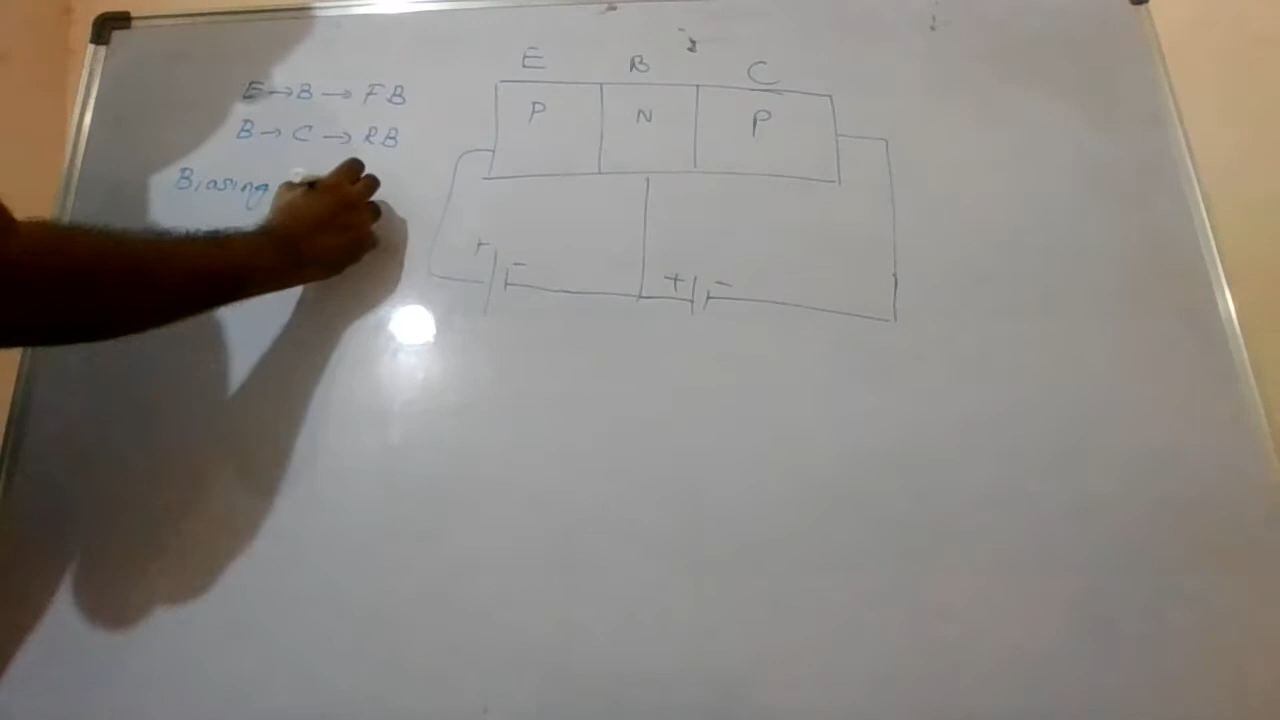 E→B→ FB
B→ C→ RB
Biasing
E B C
P N P
+ - + -